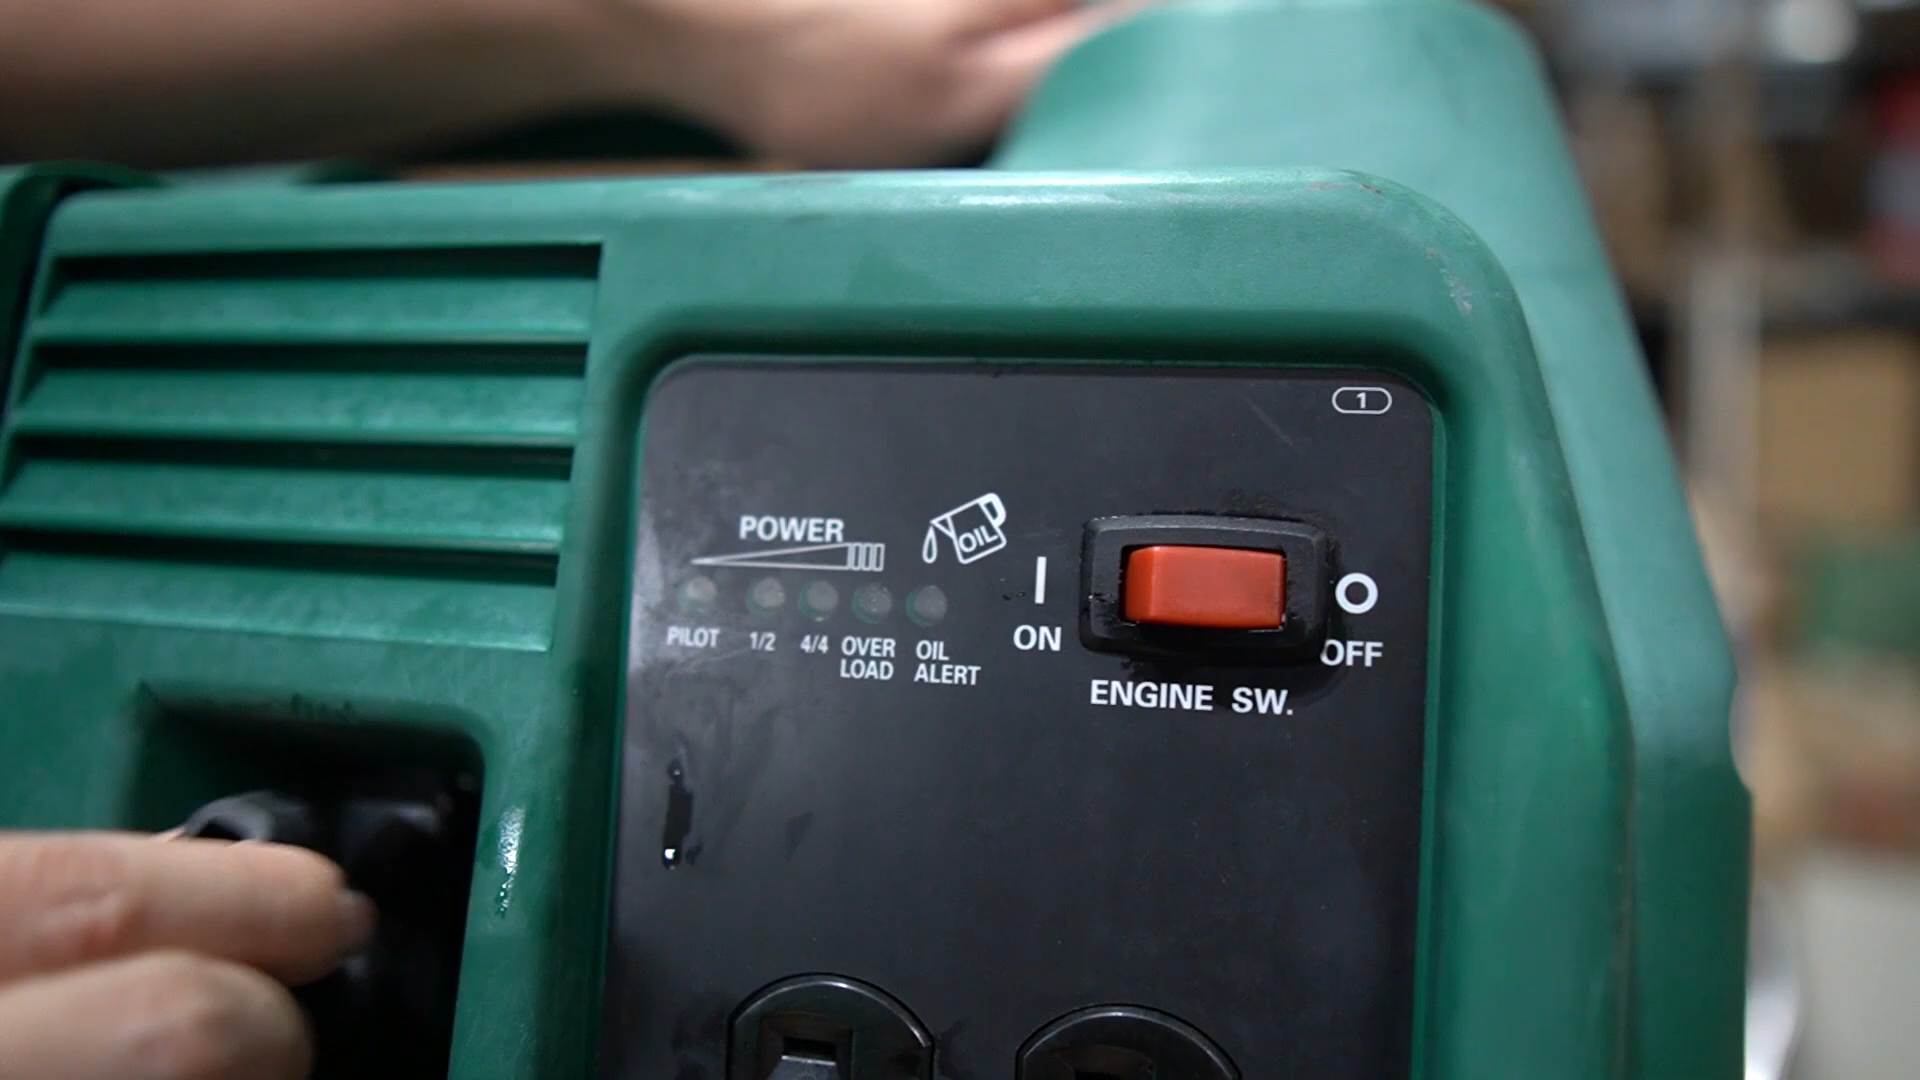 1
POWER
OIL
PILOT 1/2 4/4 OVER LOAD OIL ALERT
I ON
O OFF
ENGINE SW.